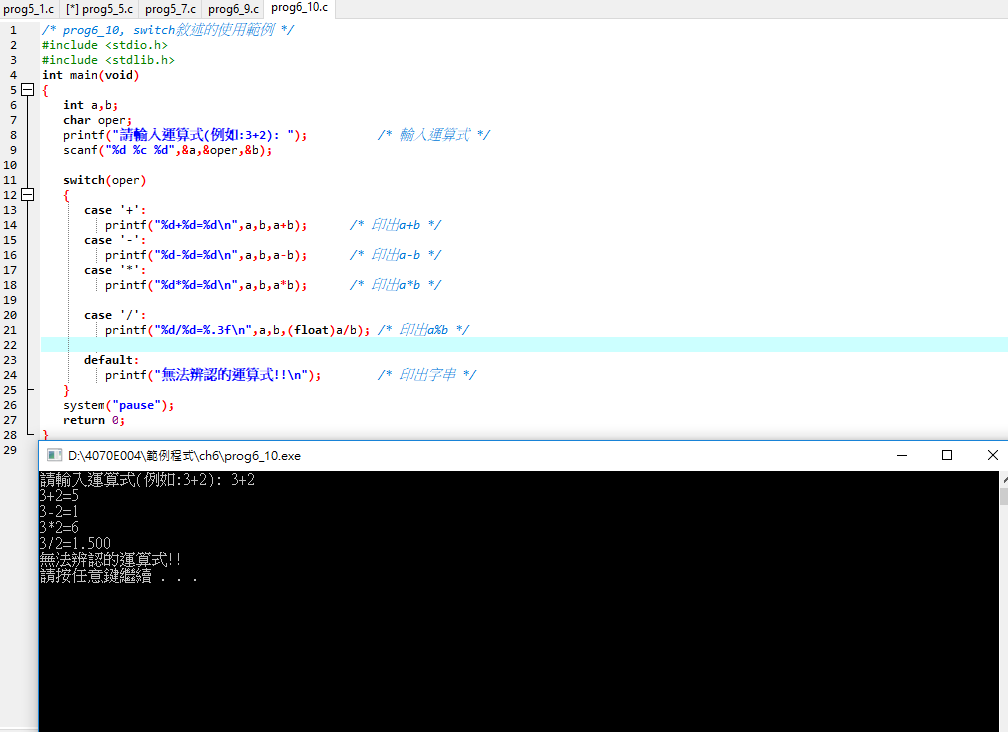 prog5_1.c [*] prog5_5.c prog5_7.c prog6_9.c prog6_10.c
1 /* prog6_10, switch敘述的使用範例 */
2 #include <stdio.h>
3 #include <stdlib.h>
4 int main(void)
5 {
6 int a,b;
7 char oper;
8 printf("請輸入運算式(例如:3+2): "); /* 輸入運算式 */
9 scanf("%d %c %d",&a,&oper,&b);
10
11 switch(oper)
12 {
13 case '+':
14 printf("%d+%d=%d\n",a,b,a+b); /* 印出a+b */
15 case '-':
16 printf("%d-%d=%d\n",a,b,a-b); /* 印出a-b */
17 case '*':
18 printf("%d*%d=%d\n",a,b,a*b); /* 印出a*b */
19
20 case '/':
21 printf("%d/%d=%.3f\n",a,b,(float)a/b); /* 印出a%b */
22
23 default:
24 printf("無法辨認的運算式!!\n"); /* 印出字串 */
25 }
26 system("pause");
27 return 0;
28 }
29
D:\4070E004\範例程式\ch6\prog6_10.exe
請輸入運算式(例如:3+2): 3+2
3+2=5
3-2=1
3*2=6
3/2=1.500
無法辨認的運算式!!
請按任意鍵繼續 . . .